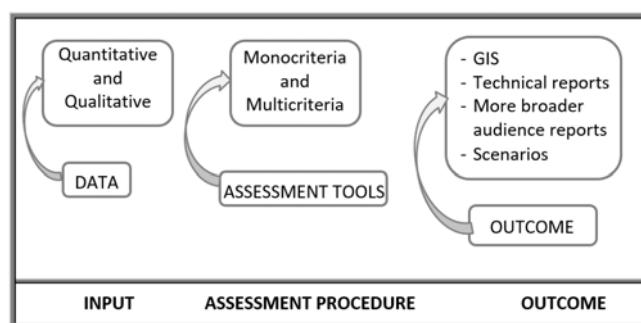 Quantitative
and
Qualitative
DATA
Monocriteria
and
Multicriteria
ASSESSMENT TOOLS
- GIS
- Technical reports
- More broader
audience reports
- Scenarios
OUTCOME
INPUT
ASSESSMENT PROCEDURE
OUTCOME